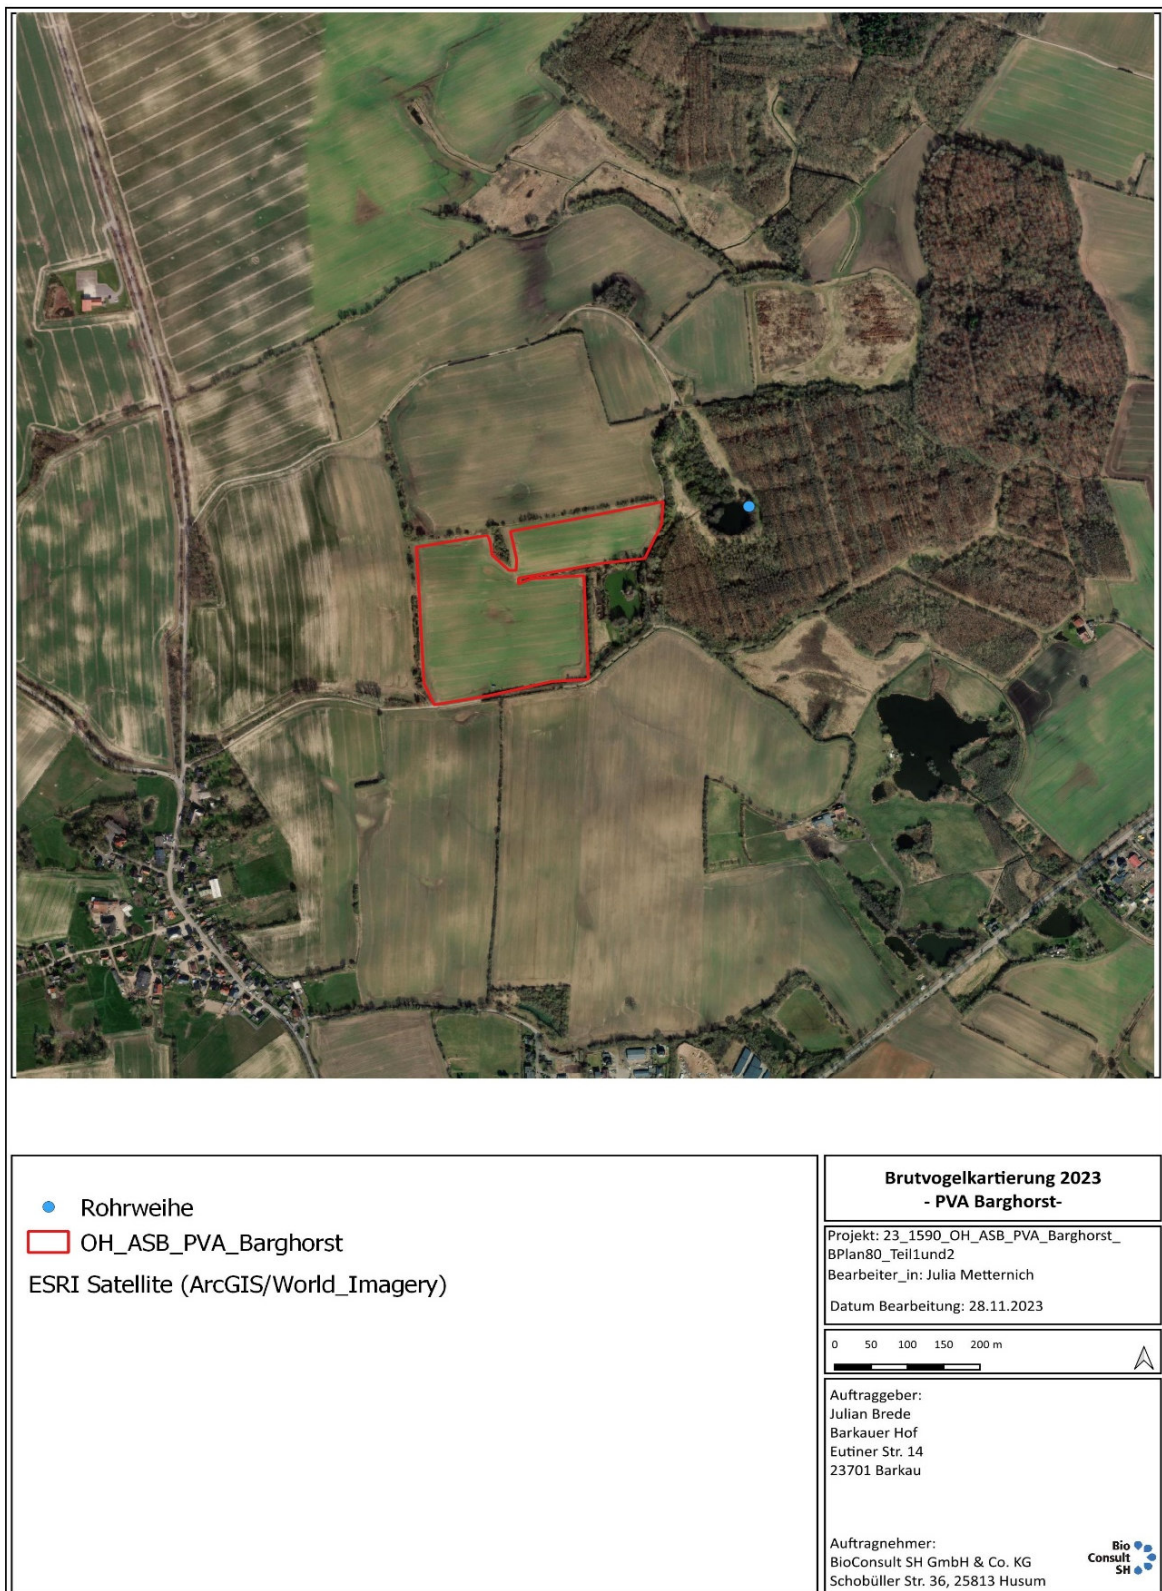 Rohrweihe
OH_ASB_PVA_Barghorst
ESRI Satellite (ArcGIS/World_Imagery)
Brutvogelkartierung 2023
- PVA Barghorst-
Projekt: 23_1590_OH_ASB_PVA_Barghorst_
BPlan80_Teil1und2
Bearbeiter_in: Julia Metternich
Datum Bearbeitung: 28.11.2023
0 50 100 150 200 m
Auftraggeber:
Julian Brede
Barkauer Hof
Eutiner Str. 14
23701 Barkau
Auftragnehmer:
BioConsult SH GmbH & Co. KG
Schobüller Str. 36, 25813 Husum
Bio
Consult
SH